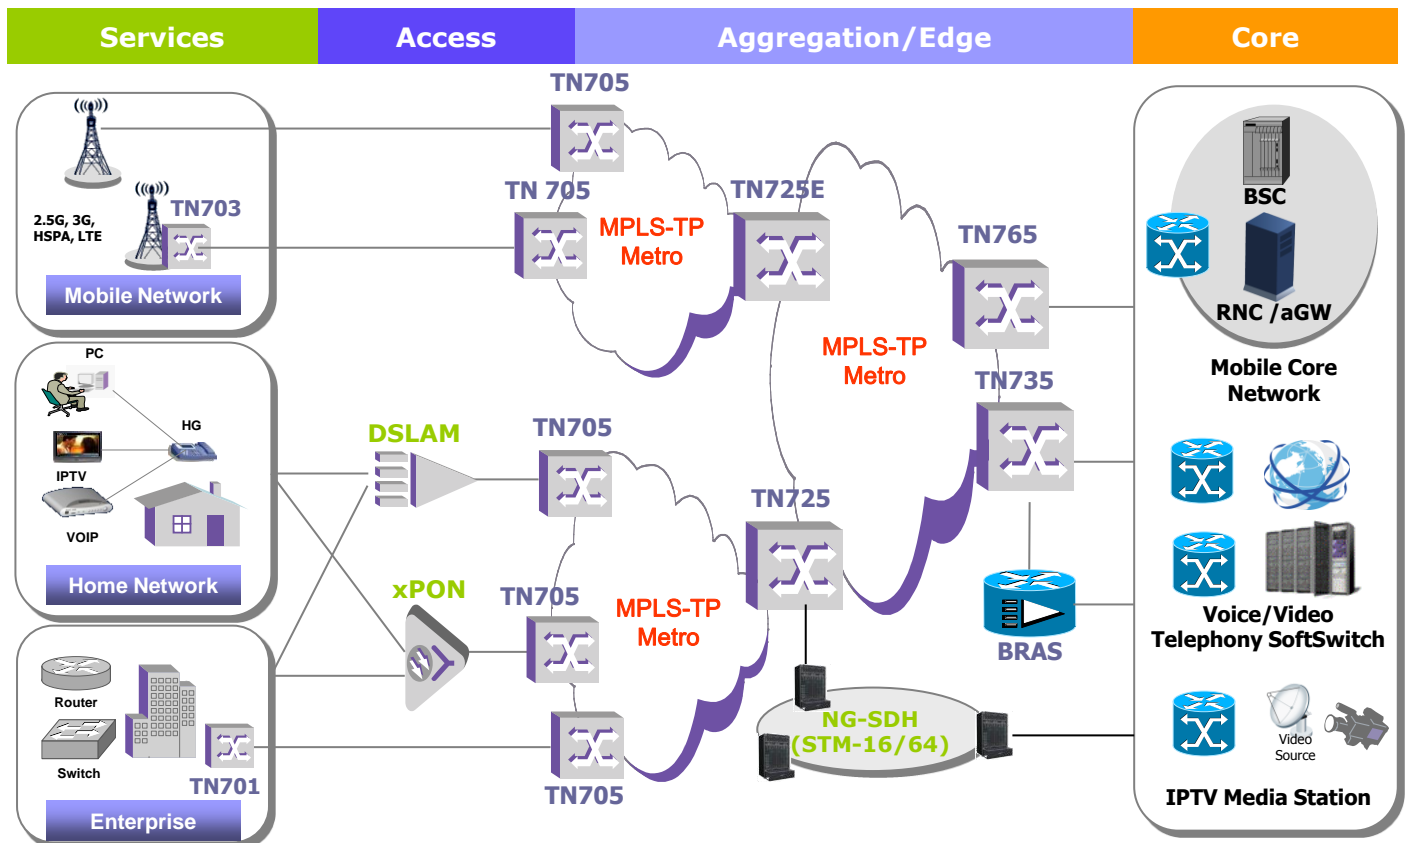 Services
Access
Aggregation/Edge
Core
TN705
2.5G, 3G,
HSPA, LTE
TN703
Mobile Network
TN 705
MPLS-TP
Metro
TN725E
TN765
MPLS-TP
Metro
TN735
BSC
RNC /aGW
Mobile Core
Network
PC
HG
IPTV
VOIP
Home Network
DSLAM
TN705
xPON
TN705
MPLS-TP
Metro
TN725
BRAS
Voice/Video
Telephony SoftSwitch
Router
Switch
TN701
Enterprise
TN705
NG-SDH
(STM-16/64)
Video
Source
IPTV Media Station